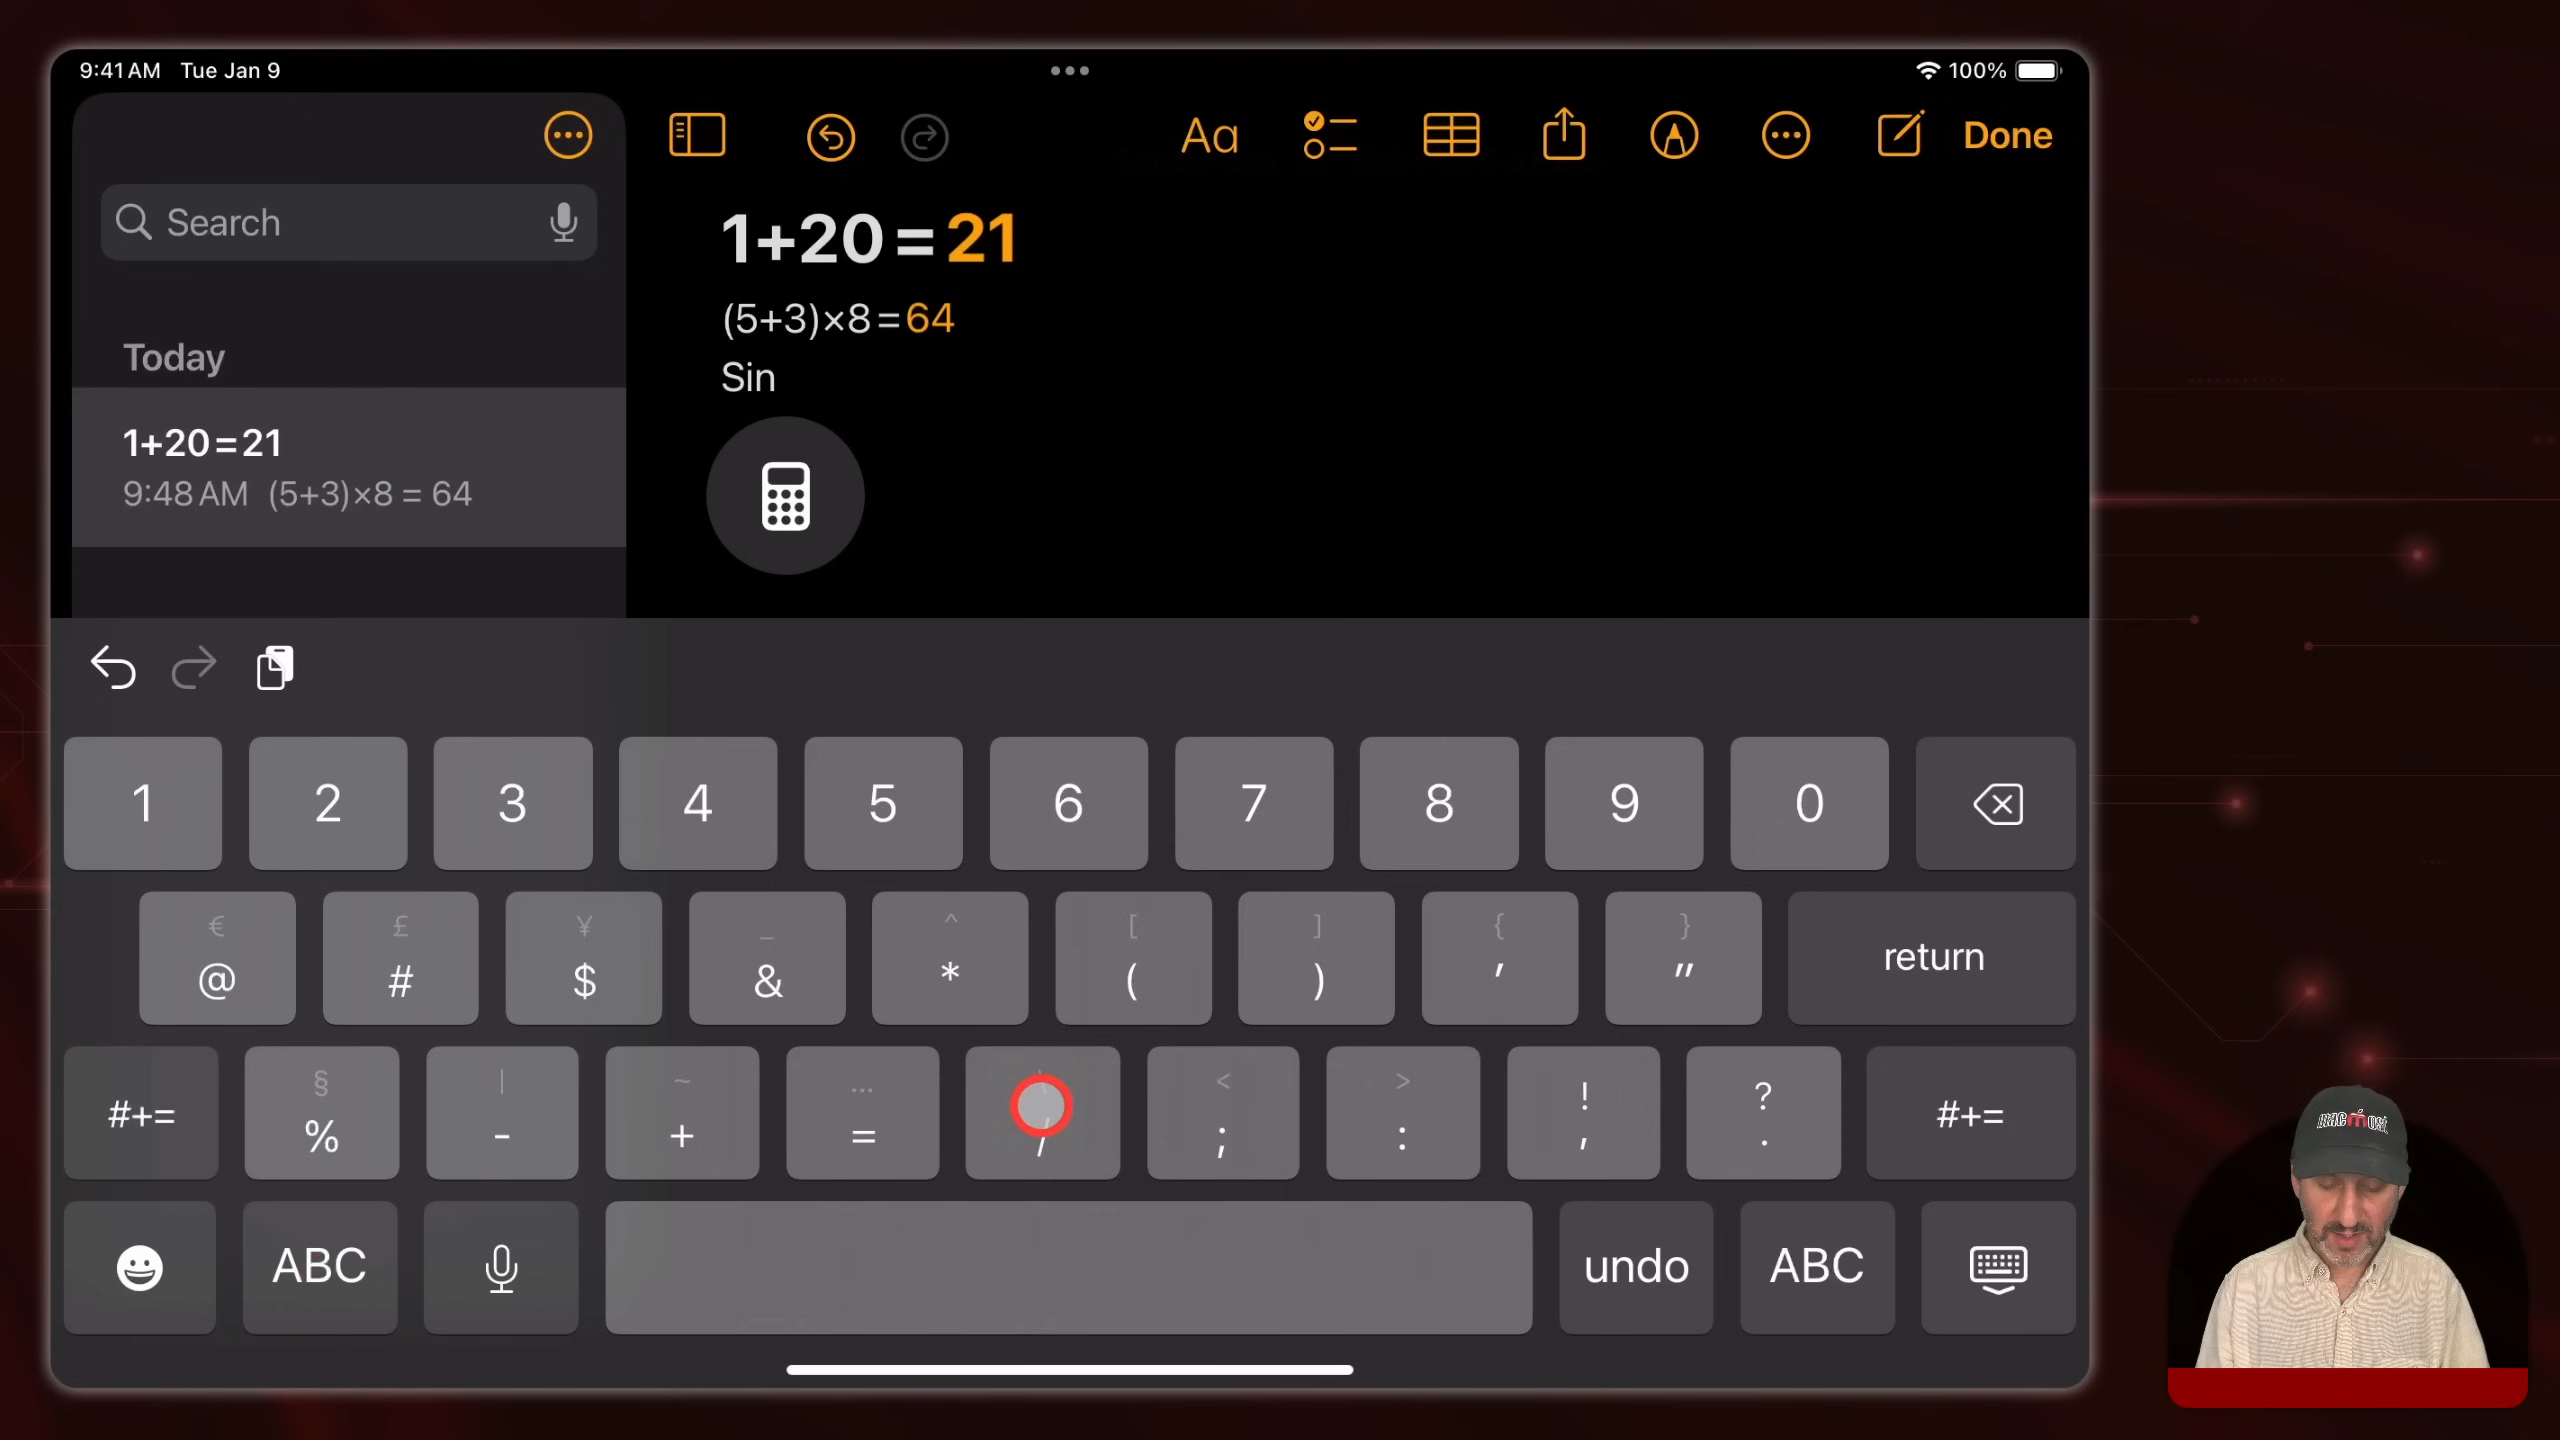 9:41 AM Tue Jan 9
100%
Aa
Done
Search
Today
1+20=21
9:48 AM (5+3)×8 = 64
1+20=21
(5+3)×8=64
Sin
1 2 3 4 5 6 7 8 9 0
€ £ ¥ _ ^ [ ] { }
@ # $ & * ( ) ' "
return
§ | ~ … \ < > ! ?
#+= % - + = / ; : , . #+=
ABC
undo
ABC
macmost